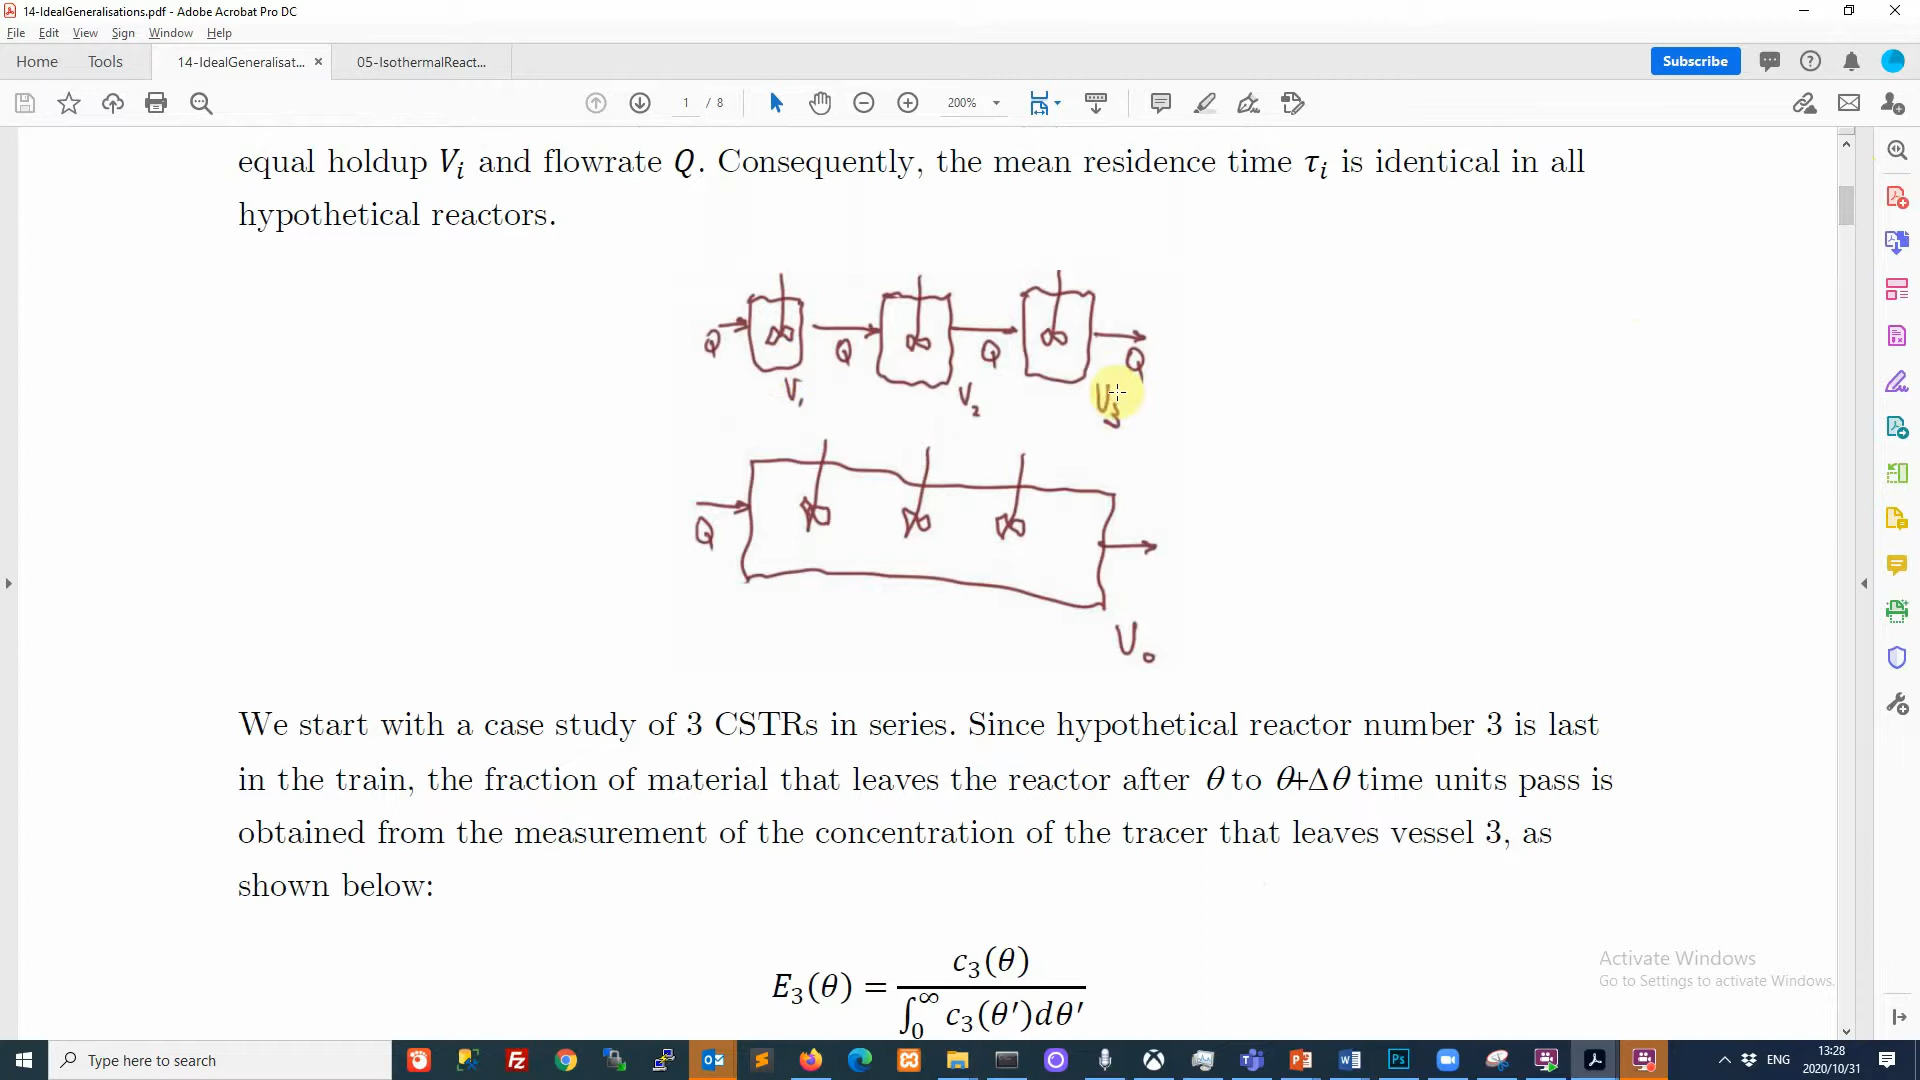 14-IdealGeneralisations.pdf - Adobe Acrobat Pro DC
File Edit View Sign Window Help
Home Tools 14-IdealGeneralisat... × 05-IsothermalReact... Subscribe
1 / 8 200%
equal holdup Vᵢ and flowrate Q. Consequently, the mean residence time τᵢ is identical in all
hypothetical reactors.
Q Q Q Q
V₁ V₂ V₃
Q
V₀
We start with a case study of 3 CSTRs in series. Since hypothetical reactor number 3 is last
in the train, the fraction of material that leaves the reactor after θ to θ+Δθ time units pass is
obtained from the measurement of the concentration of the tracer that leaves vessel 3, as
shown below:
E₃(θ) = c₃(θ) / ∫₀^∞ c₃(θ′)dθ′
Activate Windows
Go to Settings to activate Windows.
Type here to search
ENG 13:28
2020/10/31